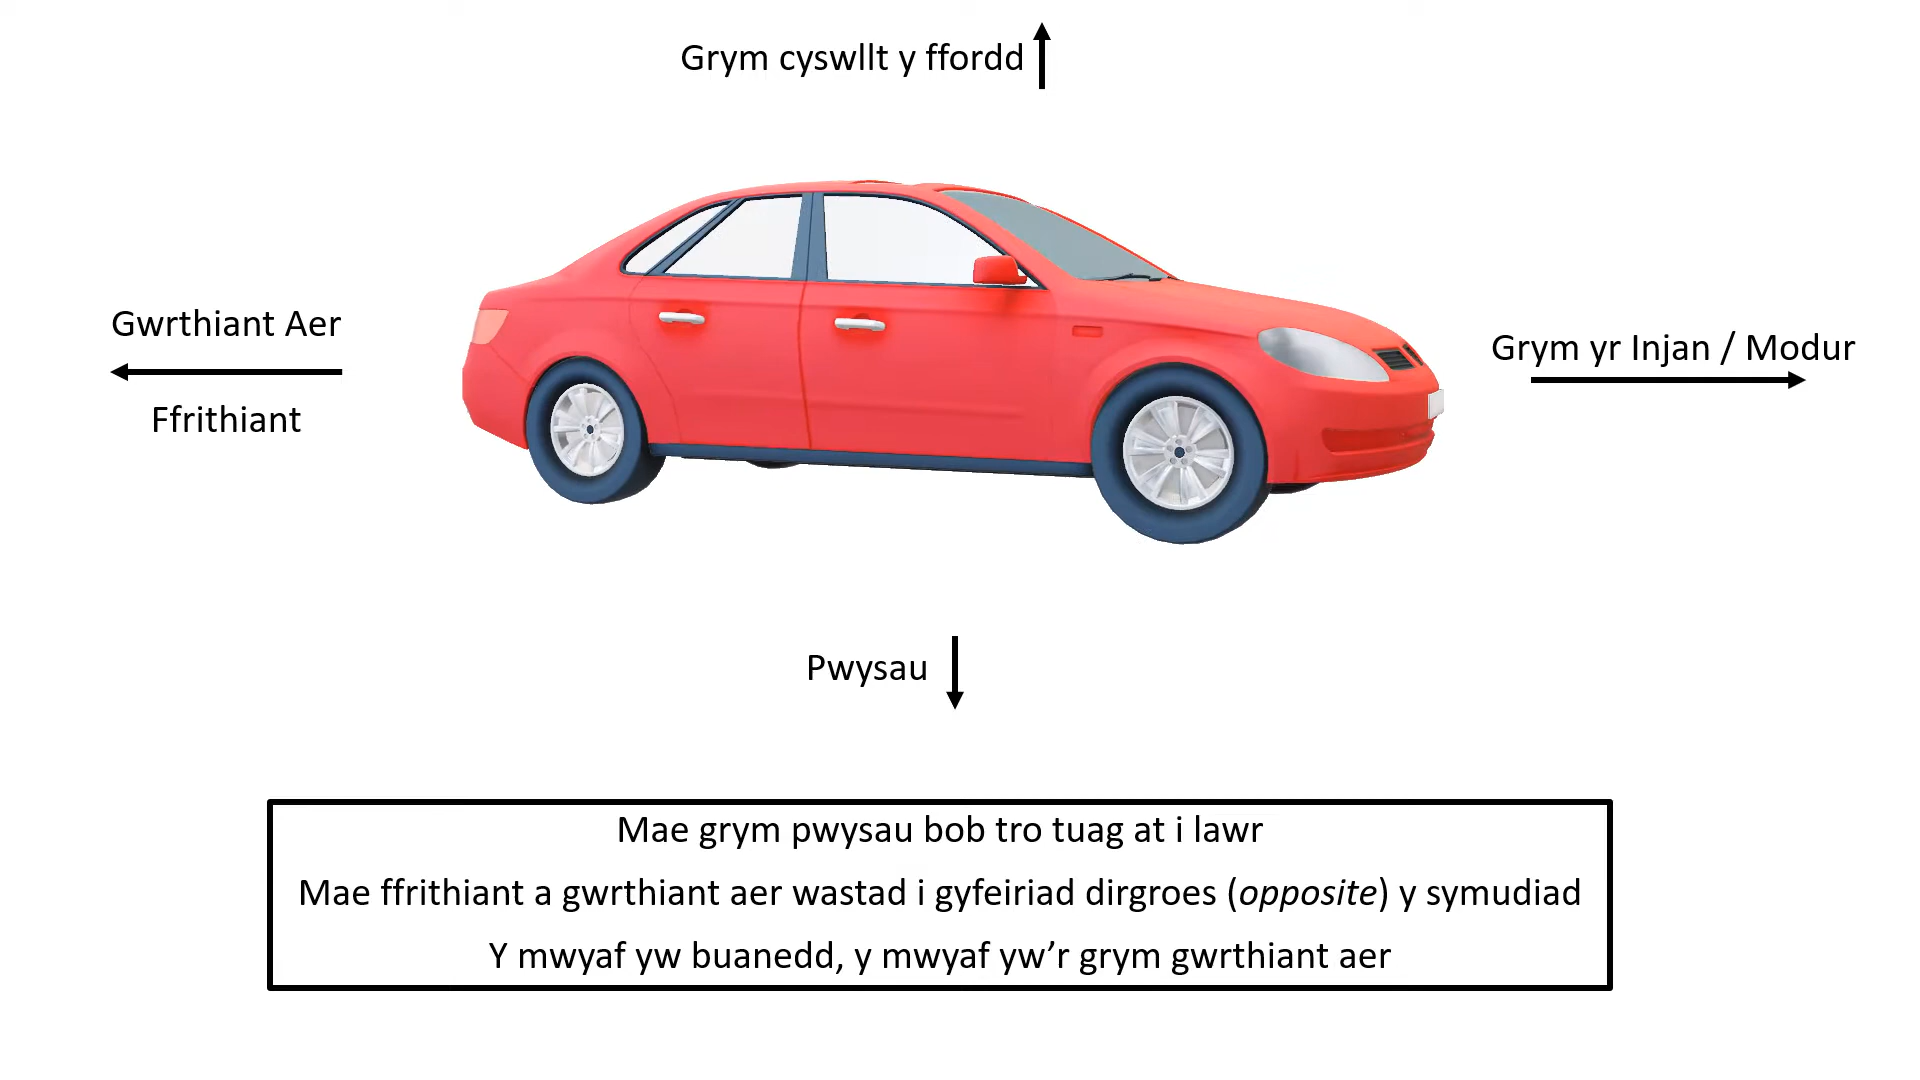 Grym cyswllt y ffordd
Gwrthiant Aer
Grym yr Injan / Modur
Ffrithiant
Pwysau
Mae grym pwysau bob tro tuag at i lawr
Mae ffrithiant a gwrthiant aer wastad i gyfeiriad dirgroes (opposite) y symudiad
Y mwyaf yw buanedd, y mwyaf yw’r grym gwrthiant aer